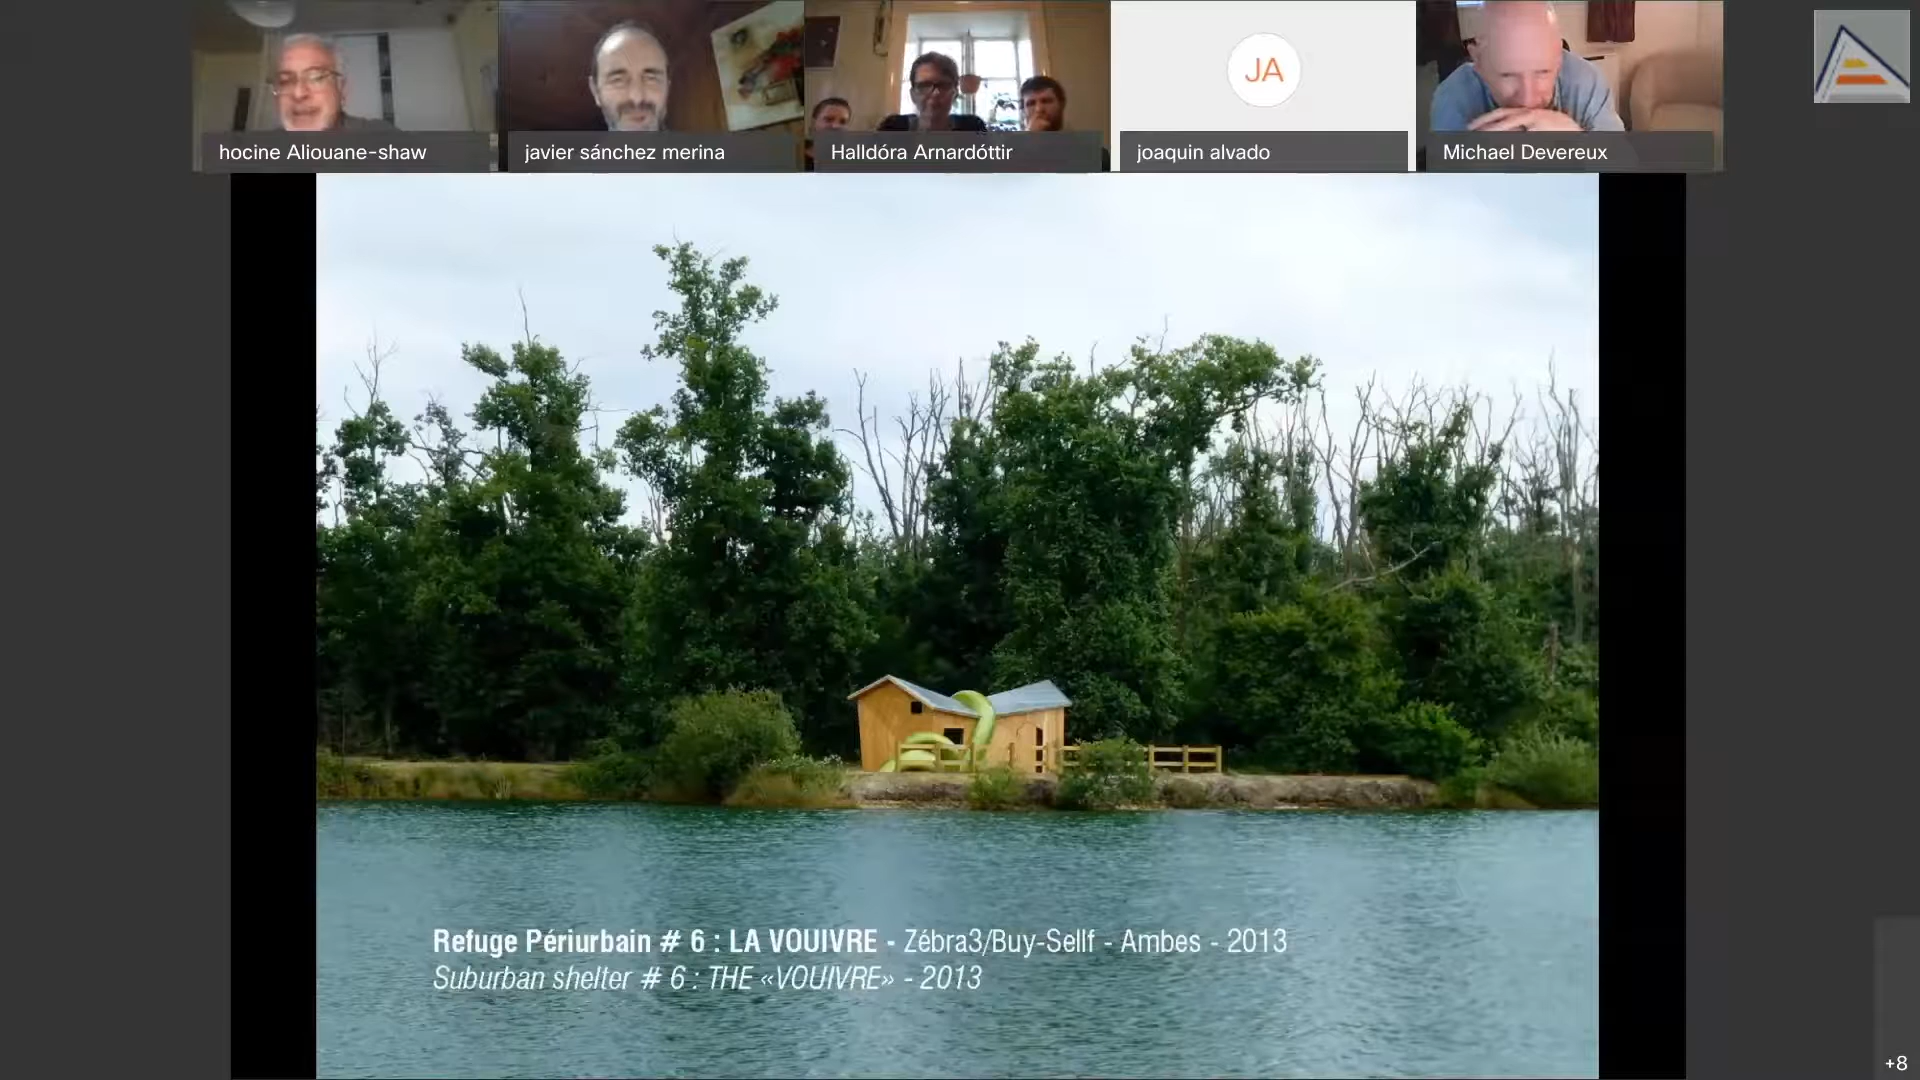 hocine Aliouane-shaw
javier sánchez merina
Halldóra Arnardóttir
JA
joaquin alvado
Michael Devereux
Refuge Périurbain # 6 : LA VOUIVRE - Zébra3/Buy-Sellf - Ambes - 2013
Suburban shelter # 6 : THE «VOUIVRE» - 2013
+8